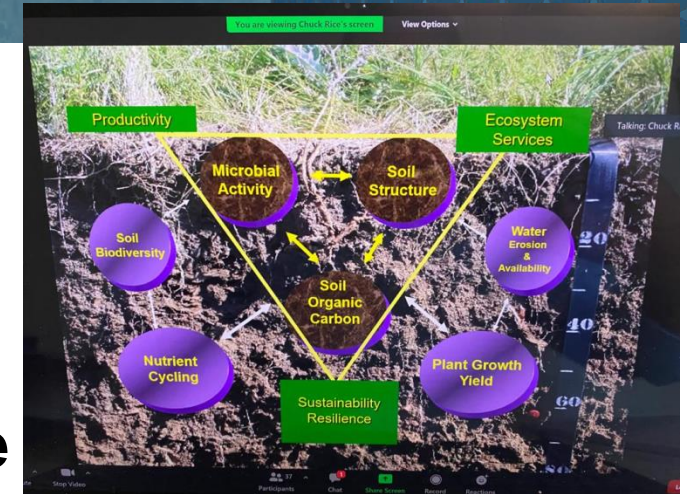 You are viewing Chuck Rice's screen
View Options
Productivity
Ecosystem
Services
Talking: Chuck
Microbial
Activity
Soil
Structure
Soil
Biodiversity
Water
Erosion
&
Availability
20
Soil
Organic
Carbon
40
Nutrient
Cycling
Plant Growth
Yield
60
Sustainability
Resilience
80
e
Stop Video
37
Participants
Chat
1
Share Screen
Record
Reactions